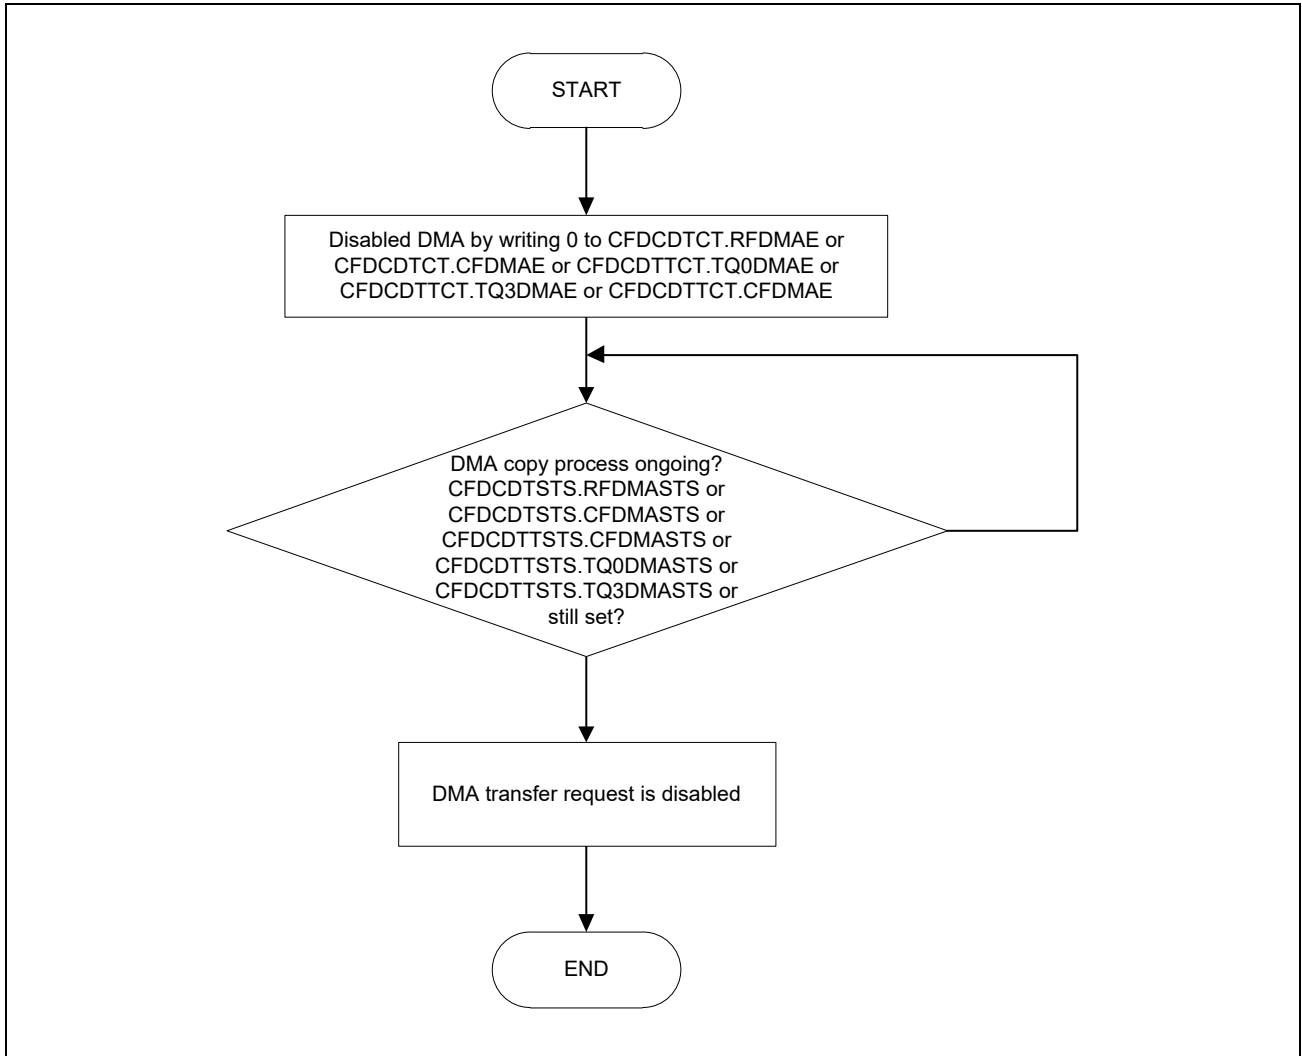 START
Disabled DMA by writing 0 to CFDCDTCT.RFDMAE or
CFDCDTCT.CFDMAE or CFDCDTTCT.TQ0DMAE or
CFDCDTTCT.TQ3DMAE or CFDCDTTCT.CFDMAE
DMA copy process ongoing?
CFDCDTSTS.RFDMASTS or
CFDCDTSTS.CFDMASTS or
CFDCDTTSTS.CFDMASTS or
CFDCDTTSTS.TQ0DMASTS or
CFDCDTTSTS.TQ3DMASTS or
still set?
DMA transfer request is disabled
END